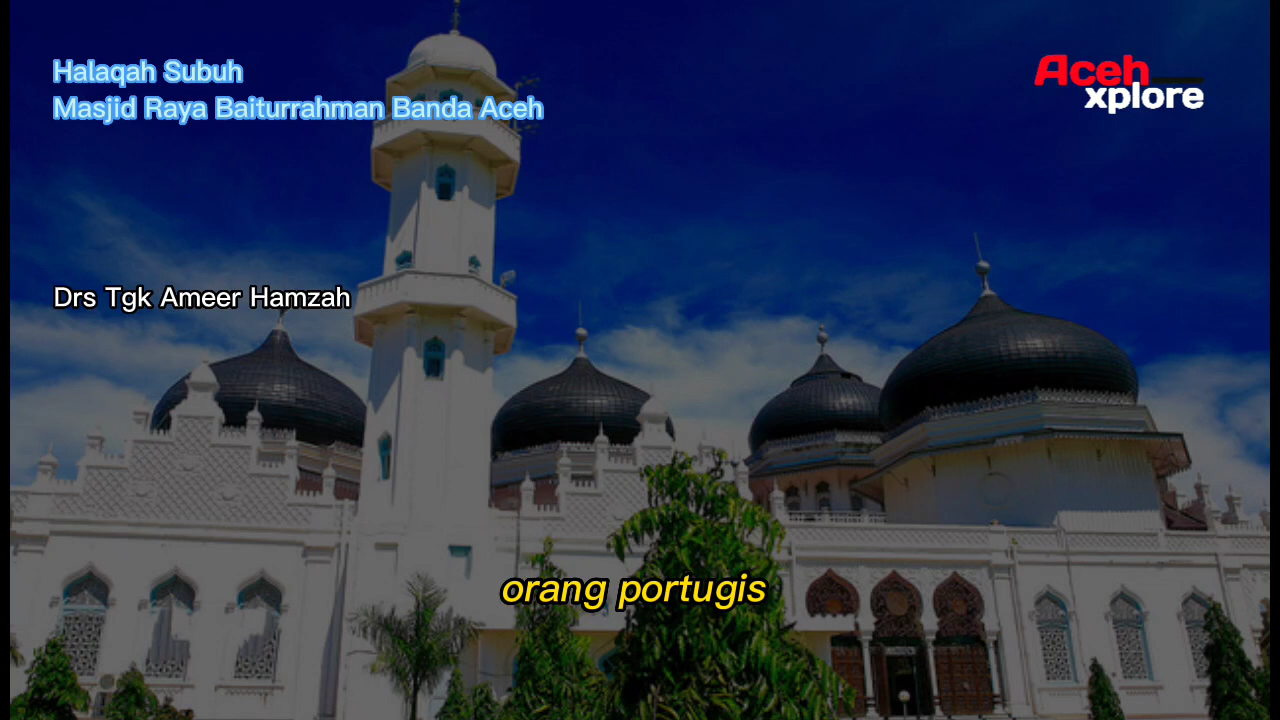 Halaqah Subuh
Masjid Raya Baiturrahman Banda Aceh
Aceh
xplore
Drs Tgk Ameer Hamzah
orang portugis